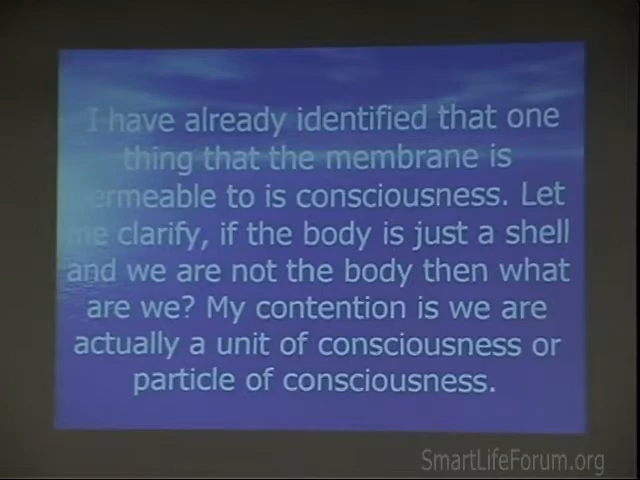 I have already identified that one
thing that the membrane is
permeable to is consciousness. Let
me clarify, if the body is just a shell
and we are not the body then what
are we? My contention is we are
actually a unit of consciousness or
particle of consciousness.
SmartLifeForum.org